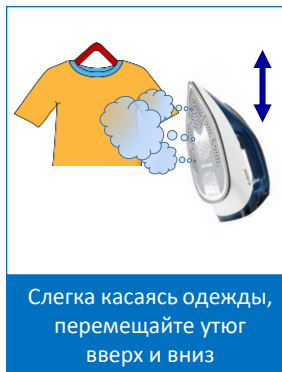 Слегка касаясь одежды,
перемещайте утюг
вверх и вниз